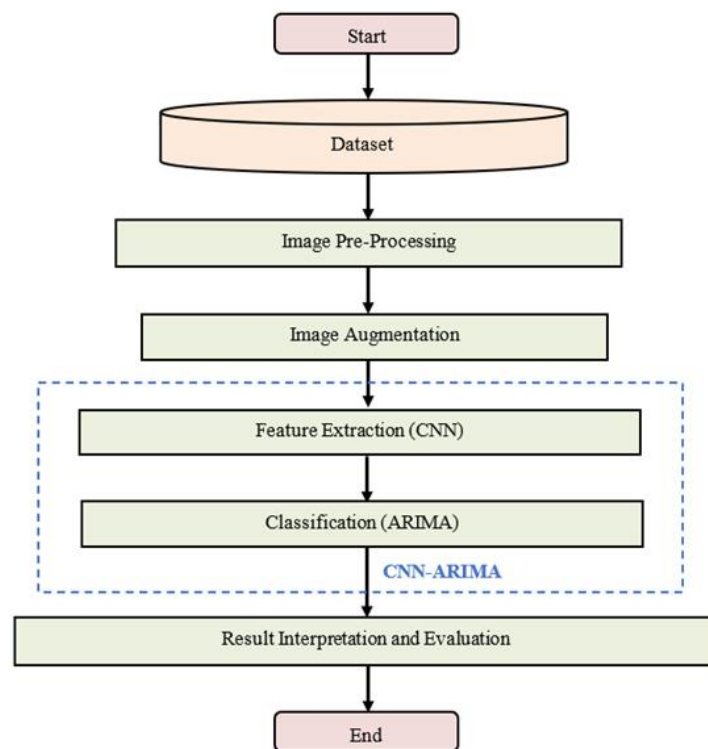 Start
Dataset
Image Pre-Processing
Image Augmentation
Feature Extraction (CNN)
Classification (ARIMA)
CNN-ARIMA
Result Interpretation and Evaluation
End